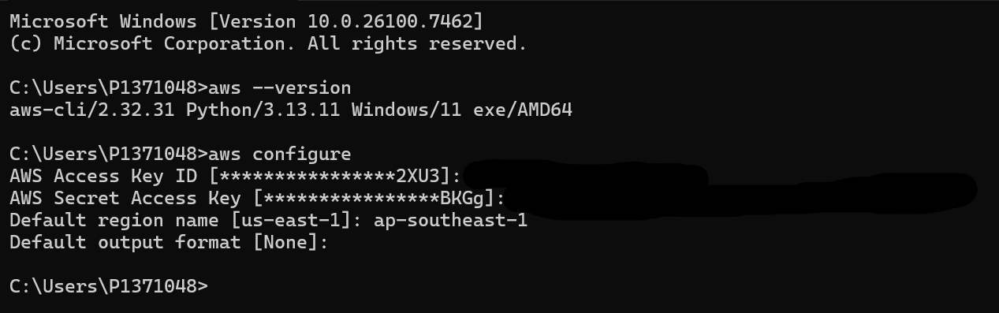 Microsoft Windows [Version 10.0.26100.7462]
(c) Microsoft Corporation. All rights reserved.
C:\Users\P1371048>aws --version
aws-cli/2.32.31 Python/3.13.11 Windows/11 exe/AMD64
C:\Users\P1371048>aws configure
AWS Access Key ID [****************2XU3]:
AWS Secret Access Key [****************BKGg]:
Default region name [us-east-1]: ap-southeast-1
Default output format [None]:
C:\Users\P1371048>